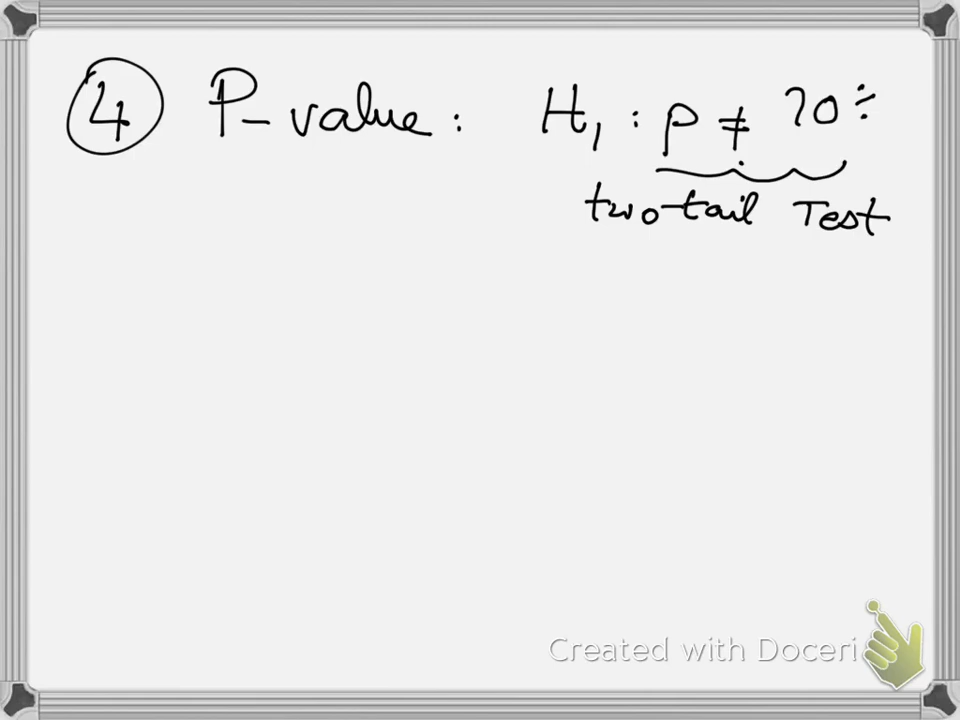 ④ P-value: H₁: p ≠ 70%
two-tail Test
Created with Doceri